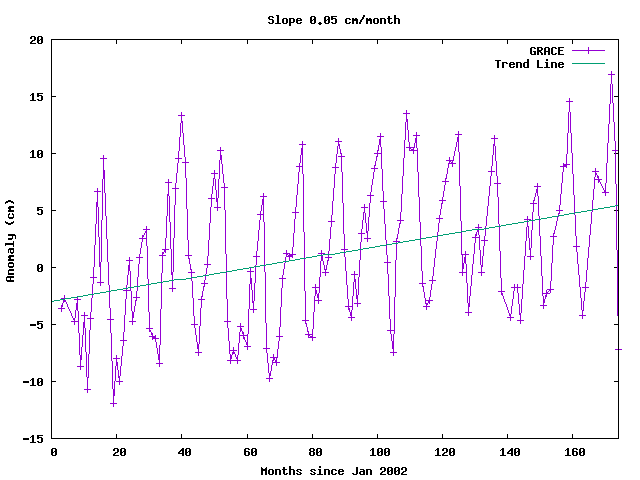 Slope 0.05 cm/month
GRACE
Trend Line
20
15
10
5
0
-5
-10
-15
Anomaly (cm)
0 20 40 60 80 100 120 140 160
Months since Jan 2002